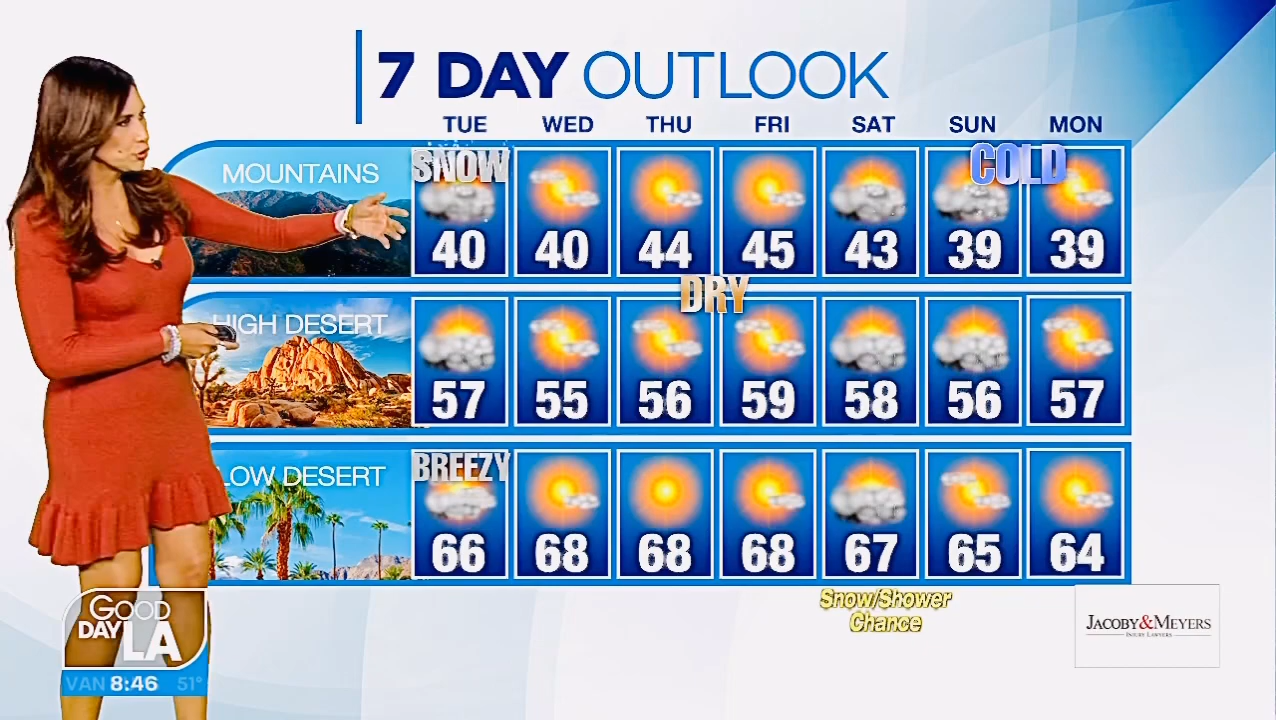 7 DAY OUTLOOK
TUE WED THU FRI SAT SUN MON
MOUNTAINS
SNOW
COLD
40 40 44 45 43 39 39
DRY
HIGH DESERT
57 55 56 59 58 56 57
LOW DESERT
BREEZY
66 68 68 68 67 65 64
Snow/Shower
Chance
GOOD
DAY LA
VAN 8:46 51°
JACOBY&MEYERS
INJURY LAWYERS